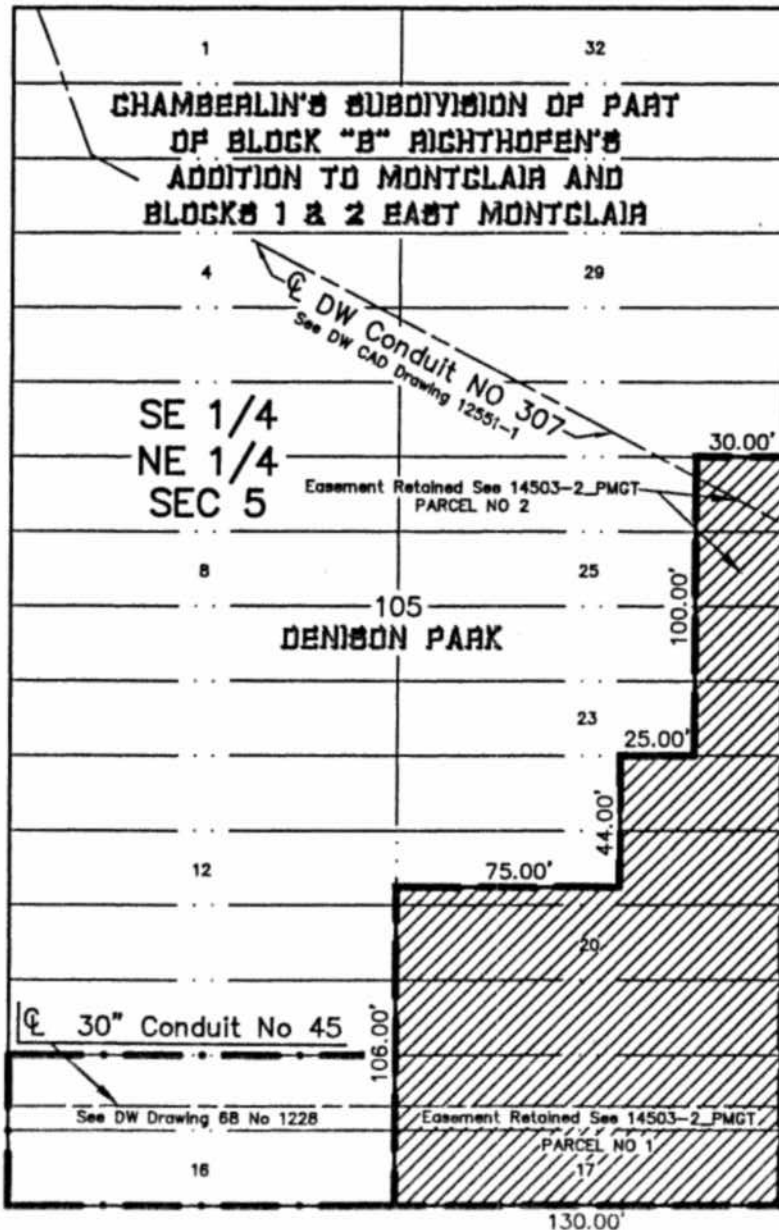 1
32
CHAMBERLIN'S SUBDIVISION OF PART
OF BLOCK "B" RICHTHOFEN'S
ADDITION TO MONTCLAIR AND
BLOCKS 1 & 2 EAST MONTCLAIR
4
29
℄ DW Conduit NO 307
See DW CAD Drawing 12551-1
SE 1/4
NE 1/4
SEC 5
30.00'
Easement Retained See 14503-2_PMGT
PARCEL NO 2
8
25
100.00'
105
DENISON PARK
23
25.00'
44.00'
12
75.00'
20
℄ 30" Conduit No 45
106.00'
See DW Drawing 6B No 1228
Easement Retained See 14503-2_PMGT
PARCEL NO 1
16
17
130.00'